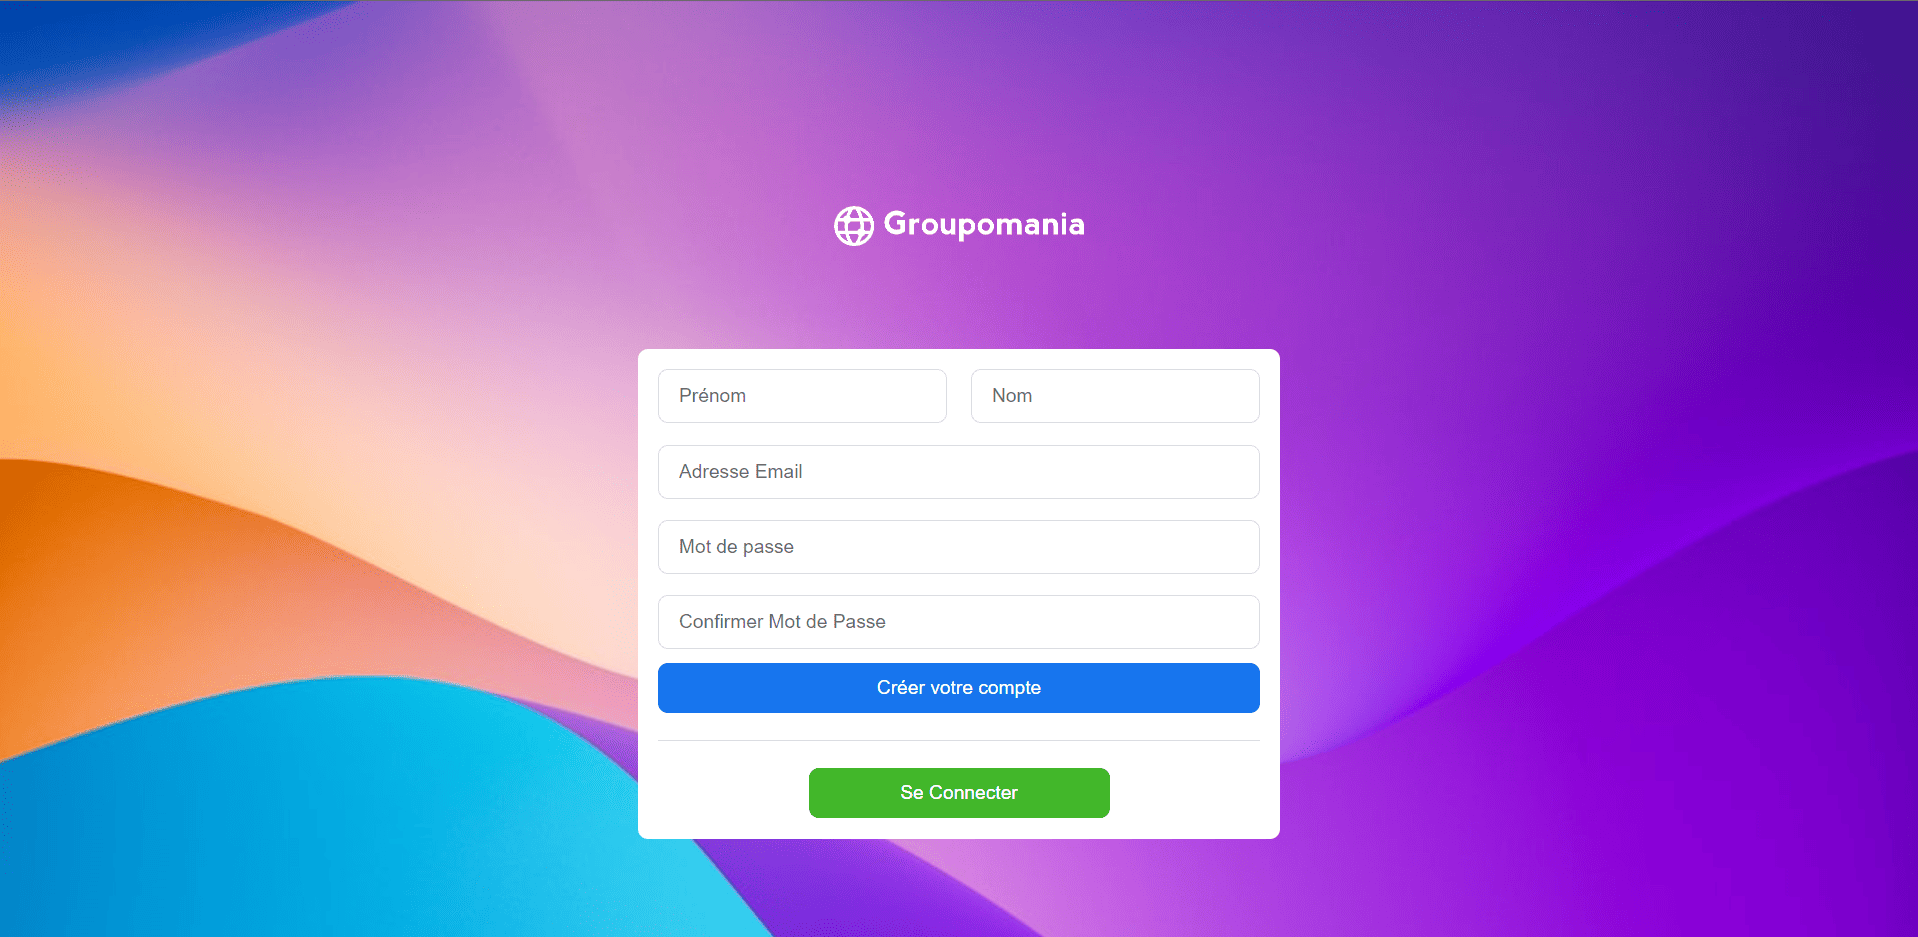 Groupomania
Prénom
Nom
Adresse Email
Mot de passe
Confirmer Mot de Passe
Créer votre compte
Se Connecter